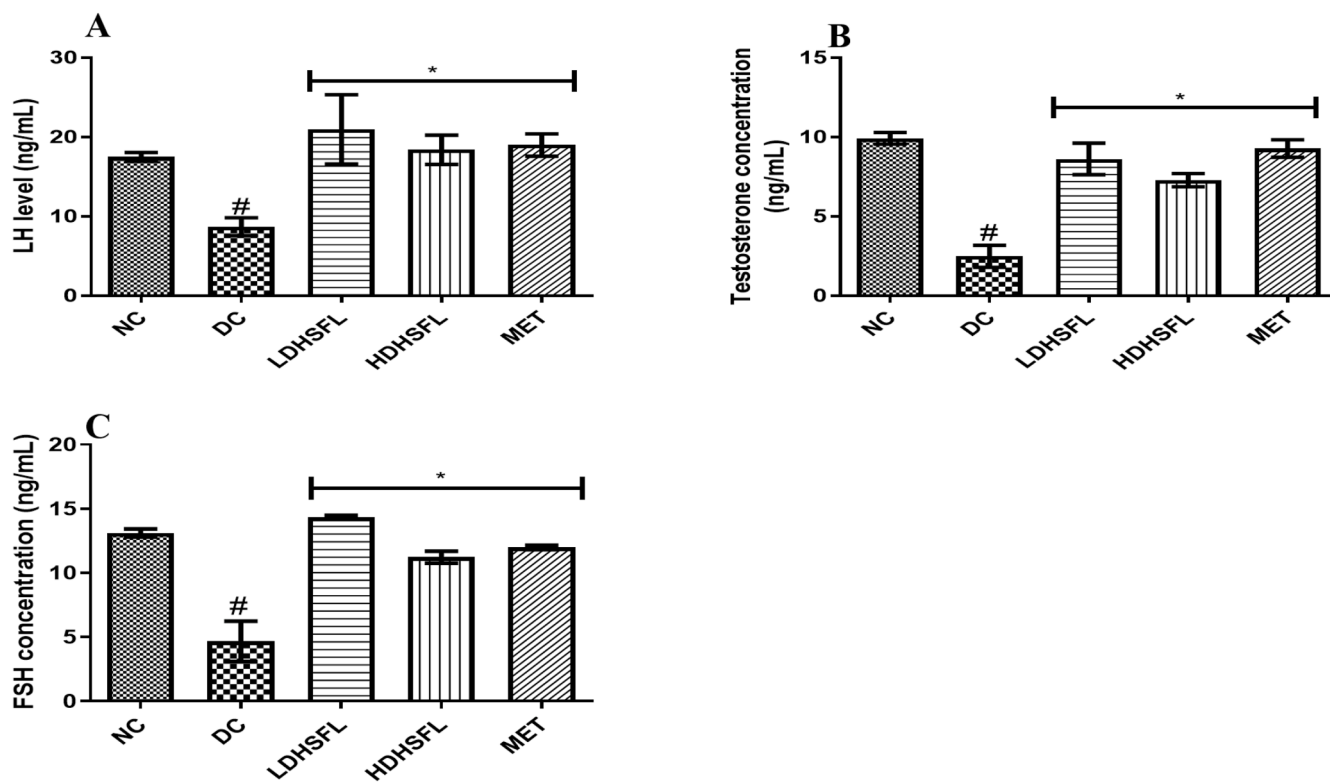 A
LH level (ng/mL)
30
20
10
0
#
*
NC
DC
LDHSFL
HDHSFL
MET
B
Testosterone concentration
(ng/mL)
15
10
5
0
#
*
NC
DC
LDHSFL
HDHSFL
MET
C
FSH concentration (ng/mL)
20
15
10
5
0
#
*
NC
DC
LDHSFL
HDHSFL
MET